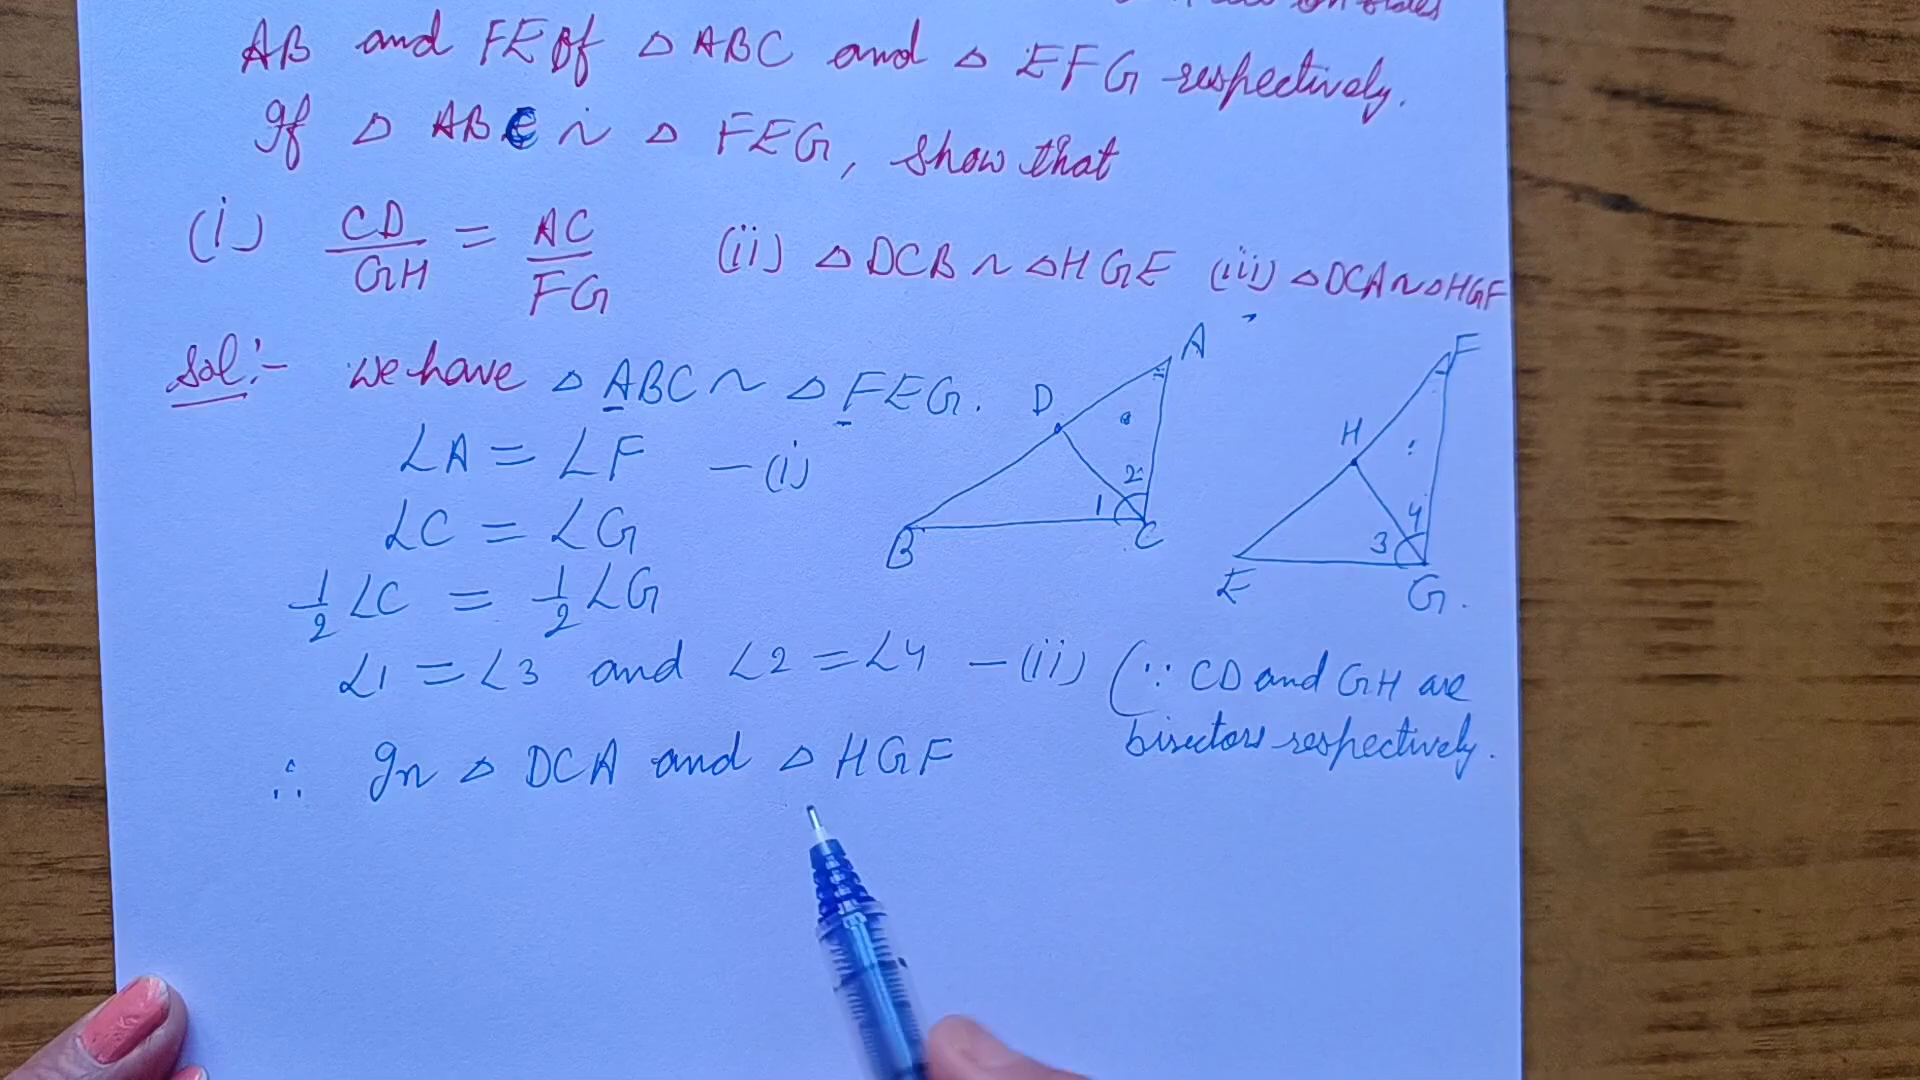 on sides
AB and FE of △ ABC and △ EFG respectively.
If △ ABC ~ △ FEG, show that
(i) CD/GH = AC/FG (ii) △DCB ~ △HGE (iii) △DCA ~ △HGF
Sol:- We have △ ABC ~ △ FEG.
∠A = ∠F — (i)
∠C = ∠G
1/2 ∠C = 1/2 ∠G
∠1 = ∠3 and ∠2 = ∠4 — (ii) (∵ CD and GH are
bisectors respectively.
∴ In △ DCA and △ HGF
A
D
2
1
B
C
F
H
4
3
E
G.